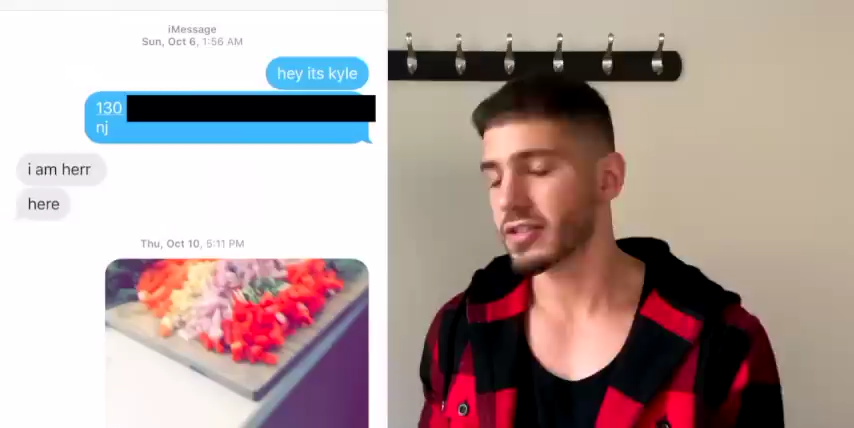 iMessage
Sun, Oct 6, 1:56 AM
hey its kyle
130
nj
i am herr
here
Thu, Oct 10, 5:11 PM